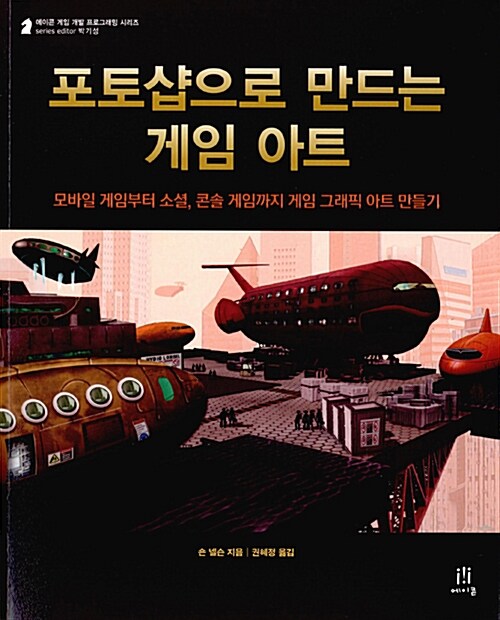 에이콘 게임 개발 프로그래밍 시리즈
series editor 박기성
포토샵으로 만드는
게임 아트
모바일 게임부터 소셜, 콘솔 게임까지 게임 그래픽 아트 만들기
숀 넬슨 지음 | 권혜정 옮김
에이콘